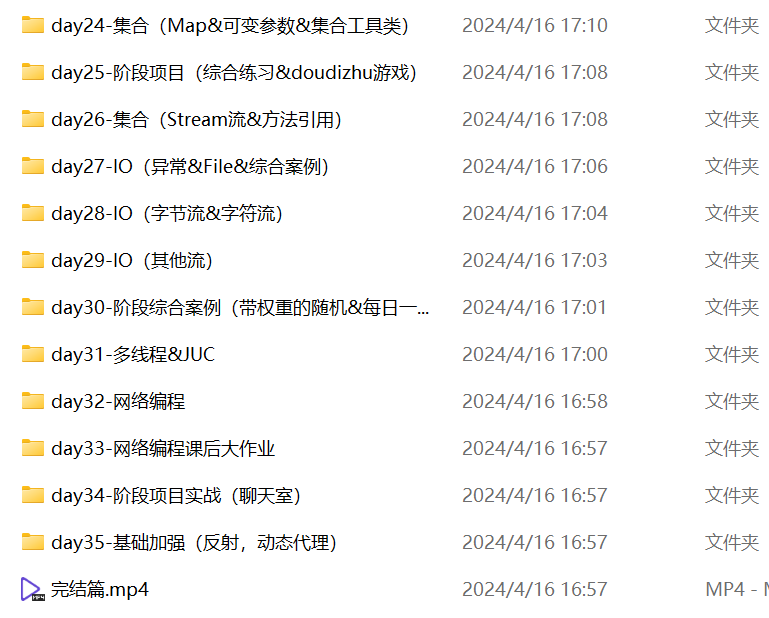 day24-集合（Map&可变参数&集合工具类） 2024/4/16 17:10 文件夹
day25-阶段项目（综合练习&doudizhu游戏） 2024/4/16 17:08 文件夹
day26-集合（Stream流&方法引用） 2024/4/16 17:08 文件夹
day27-IO（异常&File&综合案例） 2024/4/16 17:06 文件夹
day28-IO（字节流&字符流） 2024/4/16 17:04 文件夹
day29-IO（其他流） 2024/4/16 17:03 文件夹
day30-阶段综合案例（带权重的随机&每日一... 2024/4/16 17:01 文件夹
day31-多线程&JUC 2024/4/16 17:00 文件夹
day32-网络编程 2024/4/16 16:58 文件夹
day33-网络编程课后大作业 2024/4/16 16:57 文件夹
day34-阶段项目实战（聊天室） 2024/4/16 16:57 文件夹
day35-基础加强（反射，动态代理） 2024/4/16 16:57 文件夹
完结篇.mp4 2024/4/16 16:57 MP4 -